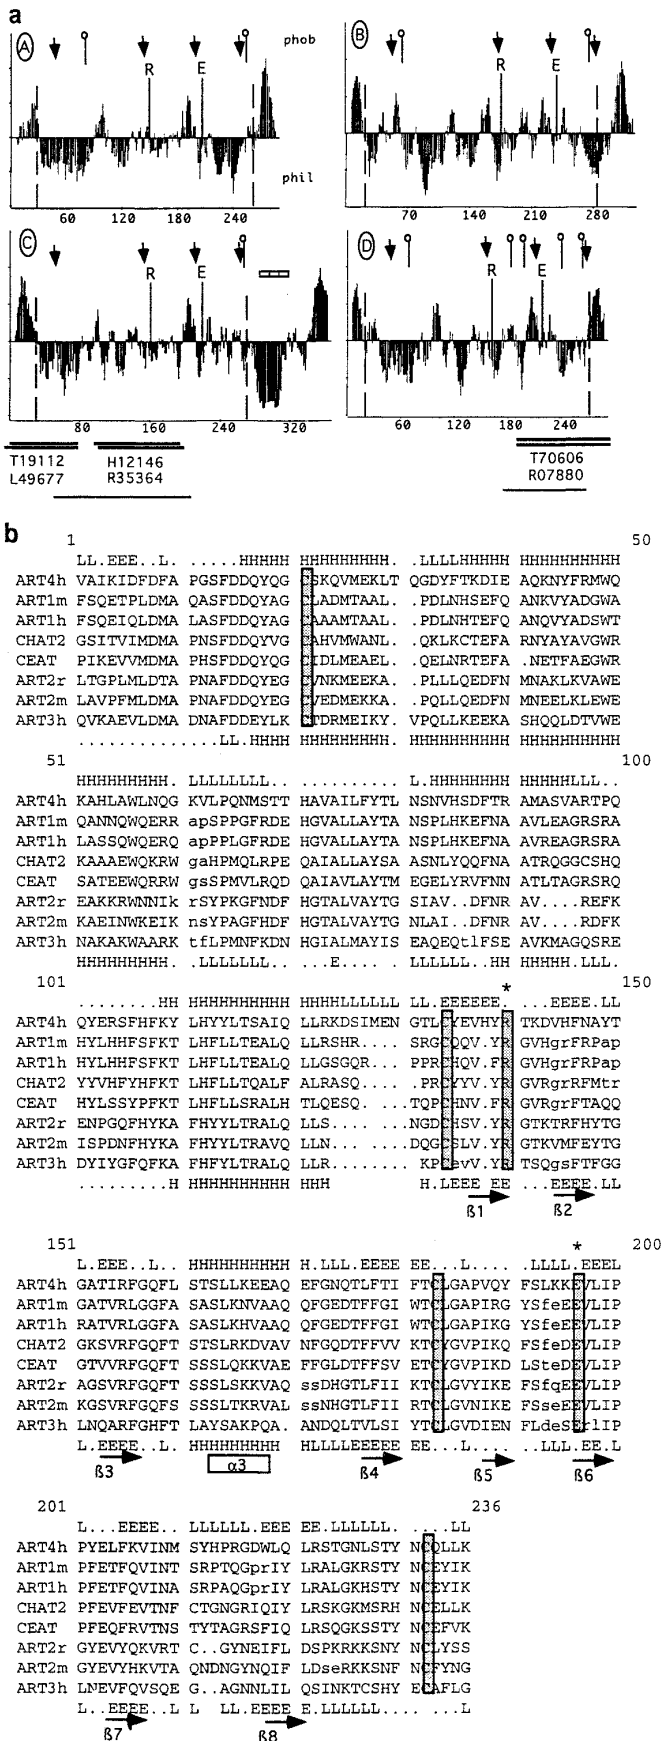 a
A
phob
R E
phil
60 120 180 240
B
R E
70 140 210 280
C
R E
80 160 240 320
D
R E
60 120 180 240
T19112 H12146
L49677 R35364
T70606
R07880
b
1 50
LL.EEE..L. .....HHHHH HHHHHHHHHH. .LLLLHHHHH HHHHHHHHHH
ART4h VAIKIDFDFA PGSFDDQYQG CSKQVMEKLT QGDYFTKDIE AQKNYFRMWQ
ART1m FSQETPLDMA QASFDDQYAG CLADMTAAL. .PDLNHSEFQ ANKVYADGWA
ART1h FSQEIQLDMA LASFDDQYAG CAAAMTAAL. .PDLNHTEFQ ANQVYADSWT
CHAT2 GSITVIMDMA PNSFDDQYVG CAHVMWANL. .QKLKCTEFA RNYAYAVGWR
CEAT PIKEVVMDMA PHSFDDQYQG CIDLMEAEL. .QELNRTEFA .NETFAEGWR
ART2r LTGPLMLDTA PNAFDDQYEG CVNKMEEKA. .PLLLQEDFN MNAKLKVAWE
ART2m LAVPFMLDMA PNAFDDQYEG CVEDMEKKA. .PQLLQEDFN MNEELKLEWE
ART3h QVKAEVLDMA DNAFDDEYLK CTDRMEIKY. VPQLLKEEKA SHQQLDTVWE
.......... ..LL.HHHH HHHHHHHHH. HHHHHHHHHH HHHHHHHHHH
51 100
HHHHHHHHH. LLLLLLLL.. .......... .L.HHHHHHH HHHHHHLLL.
ART4h KAHLAWLNQG KVLPQNMSTT HAVAILFYTL NSNVHSDFTR AMASVARTPQ
ART1m QANNQWQERR apSPPLGFRDE HGVALLAYTA NSPLHKEFNA AVLEAGRSRA
ART1h LASSQWQERQ apPPLGFRDE HGVALLAYTA NSPLHKEFNA AVREAGRSRA
CHAT2 KAAAEWQKRW gaHPMQLRPE QAIALLAYSA ASNLYQQFNA ATRQGGCSHQ
CEAT SATEEWQRRW gsSPMVLRQD QAIAVLAYTM EGELYRVFNN ATLTAGRSRQ
ART2r EAKKRWNNIk rSYPKGFNDF HGTALVAYTG SIAV..DFNR AV....REFK
ART2m KAEINWKEIK nsYPAGFHDF HGTALVAYTG NLAI..DFNR AV....RDFK
ART3h NAKAKWAARK tfLPMNFKDN HGIALMAYIS EAQEQtlFSE AVKMAGQSRE
HHHHHHHHH. .LLLLLLL.. ...E...... .L..HHHHHH HH HHHHH.LLL.
101 * 150
........HH HHHHHHHHHH HHHLLLLLLL LL.EEEEEE. ..EEEE.LL
ART4h QYERSFHFKY LHYYLTSAIQ LLRKDSIMEN GTLCYEVHYR TKDVHFNAYT
ART1m HYLHHFSFKT LHFLLTEALQ LLRSHR.... SRGCQQV.YR GVHgrFRPap
ART1h HYLHHFSFKT LHFLLTEALQ LLGSGQR... PPRCHQV.FR GVHgrFRPap
CHAT2 YYVHFYHFKT LHFLLTQALF ALRASQ.... ..PRCYYV.YR GVRgrRFMtr
CEAT HYLSSYPFKT LHFLLSRALH TLQESQ.... TQPCHNV.FR GVRgrFTAQQ
ART2r ENPGQFHYKA FHYYLTRALQ LLS....... NGDCHSV.YR GTKTRFHYTG
ART2m ISPDNFHYKA FHYYLTRAVQ LLN....... DQGCSLV.YR GTKVMFEYTG
ART3h DYIYGFQFKA FHFYLTRALQ LLR....... .KPCevV.YR TSQgsFTFGG
.........H HHHHHHHHHH HHH H.LEEE EE ...EEEE.LL
ß1 ß2
151 * 200
L.EEE..L.. HHHHHHHHHH H.LLL.EEEE EE........ .LLLL.EEEL
ART4h GATIRFGQFL STSLLKEEAQ EFGNQTLFTI FTCLGAPVQY FSLKKEVLIP
ART1m GATVRLGGFA SASLKNVAAQ QFGEDTFFGI WTCLGAPIRG YSfeEEVLIP
ART1h RATVRLGGFA SASLKHVAAQ QFGEDTFFGI WTCLGAPIKG YSFFPEEEVLIP
CHAT2 GKSVRFGQFT STSLRKDVAV NFGQDTFFVV KTCYGVPIKQ FSfeDEVLIP
CEAT GTVVRFGQFT SSSLQKKVAE FFGLDTFFSV ETCYGVPIKD LSteDEVLIP
ART2r AGSVRFGQFT SSSLSKKVAL ssDHGTLFII KTCLGVYIKE FSfqEEVLIP
ART2m KGSVRFGQFS SSSLTKRVAL ssNHGTLFII RTCLGVNIKE FSseEEVLIP
ART3h LNQARFGHFT LAYSAKPQA. ANDQLTVLSI YTCLGVDIEN FLdeSErlIP
L.EEEE.... HHHHHHHHH HLLLL.EEEE EE...L... ...L..EE.L
ß3 α3 ß4 ß5 ß6
201 236
L...EEEE.. LLLLLL.EEE EE.LLLLLL. ....LL
ART4h PYELFKVINM SYHPRGDWLQ LRSTGNLSTY NCQLLK
ART1m PFETFQVINT SRPTQGprIY LRALGKRSTY NCEYIK
ART1h PFETFQVINA SRPAQGprIY LRALGKHSTY NCEYIK
CHAT2 PFEVFEVTNF CTGNGRIQIY LRSKGKMSRH NCELLK
CEAT PFEQFRVTNS TYTAGRSFIQ LRSQGKSSTY NCEFVK
ART2r GYEVYQKVRT C..GYNEIFL DSPKRKKSNY NCLYSS
ART2m GYEVYHKVTA QNDNGYNQIF LDseRKKSNF NCFYNG
ART3h LNEVFQVSQE G..AGNNLIL QSINKTCSHY ECAFLG
L..EEEE..L L LLL.EEEE E.LLLLLL.. .....L
ß7 ß8